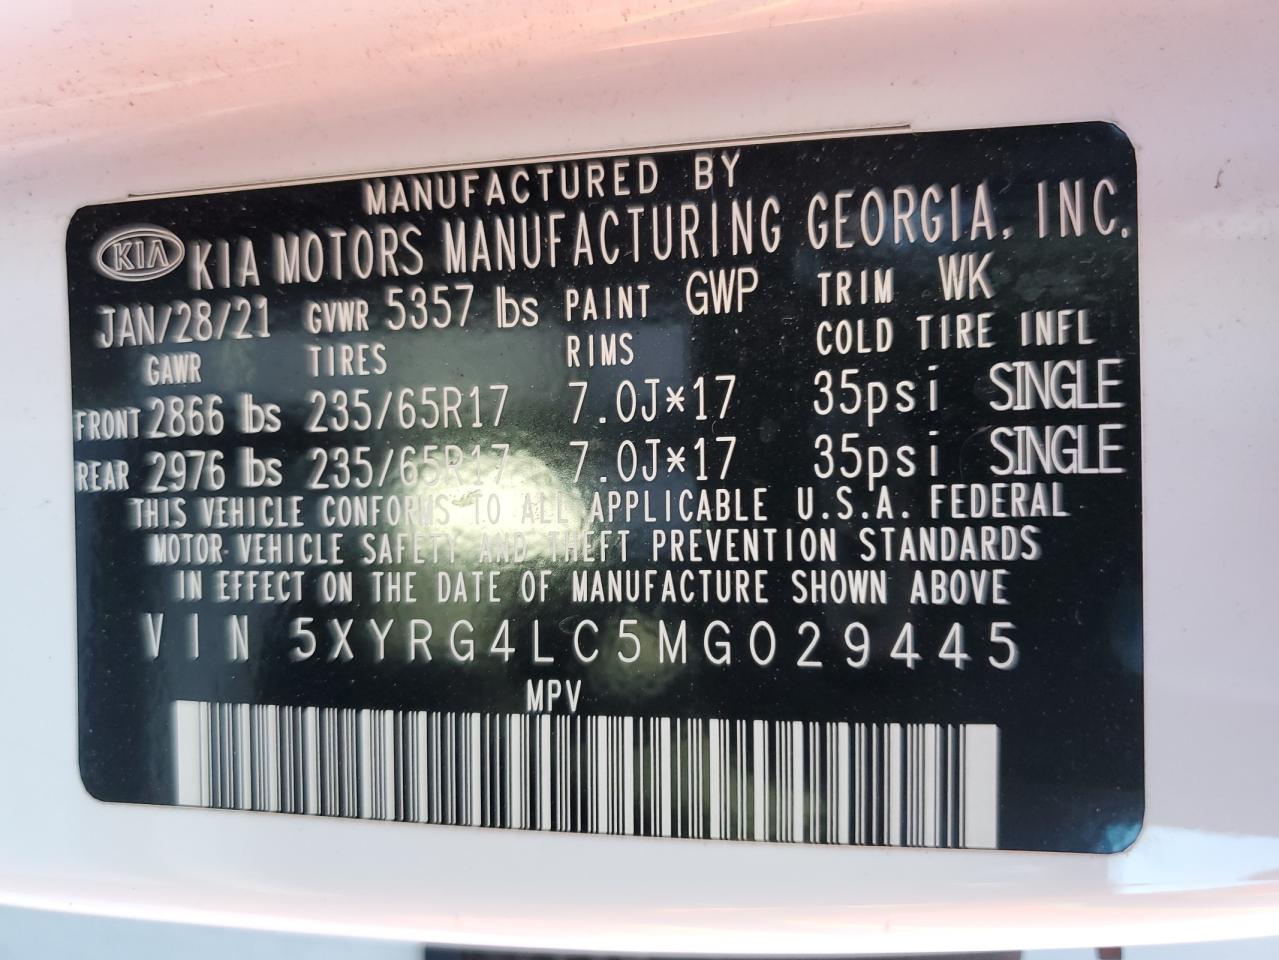 MANUFACTURED BY
KIA KIA MOTORS MANUFACTURING GEORGIA, INC.
JAN/28/21 GVWR 5357 lbs PAINT GWP TRIM WK
GAWR TIRES RIMS COLD TIRE INFL
FRONT 2866 lbs 235/65R17 7.0J*17 35psi SINGLE
REAR 2976 lbs 235/65R17 7.0J*17 35psi SINGLE
THIS VEHICLE CONFORMS TO ALL APPLICABLE U.S.A. FEDERAL
MOTOR VEHICLE SAFETY AND THEFT PREVENTION STANDARDS
IN EFFECT ON THE DATE OF MANUFACTURE SHOWN ABOVE
VIN 5XYRG4LC5MG029445
MPV